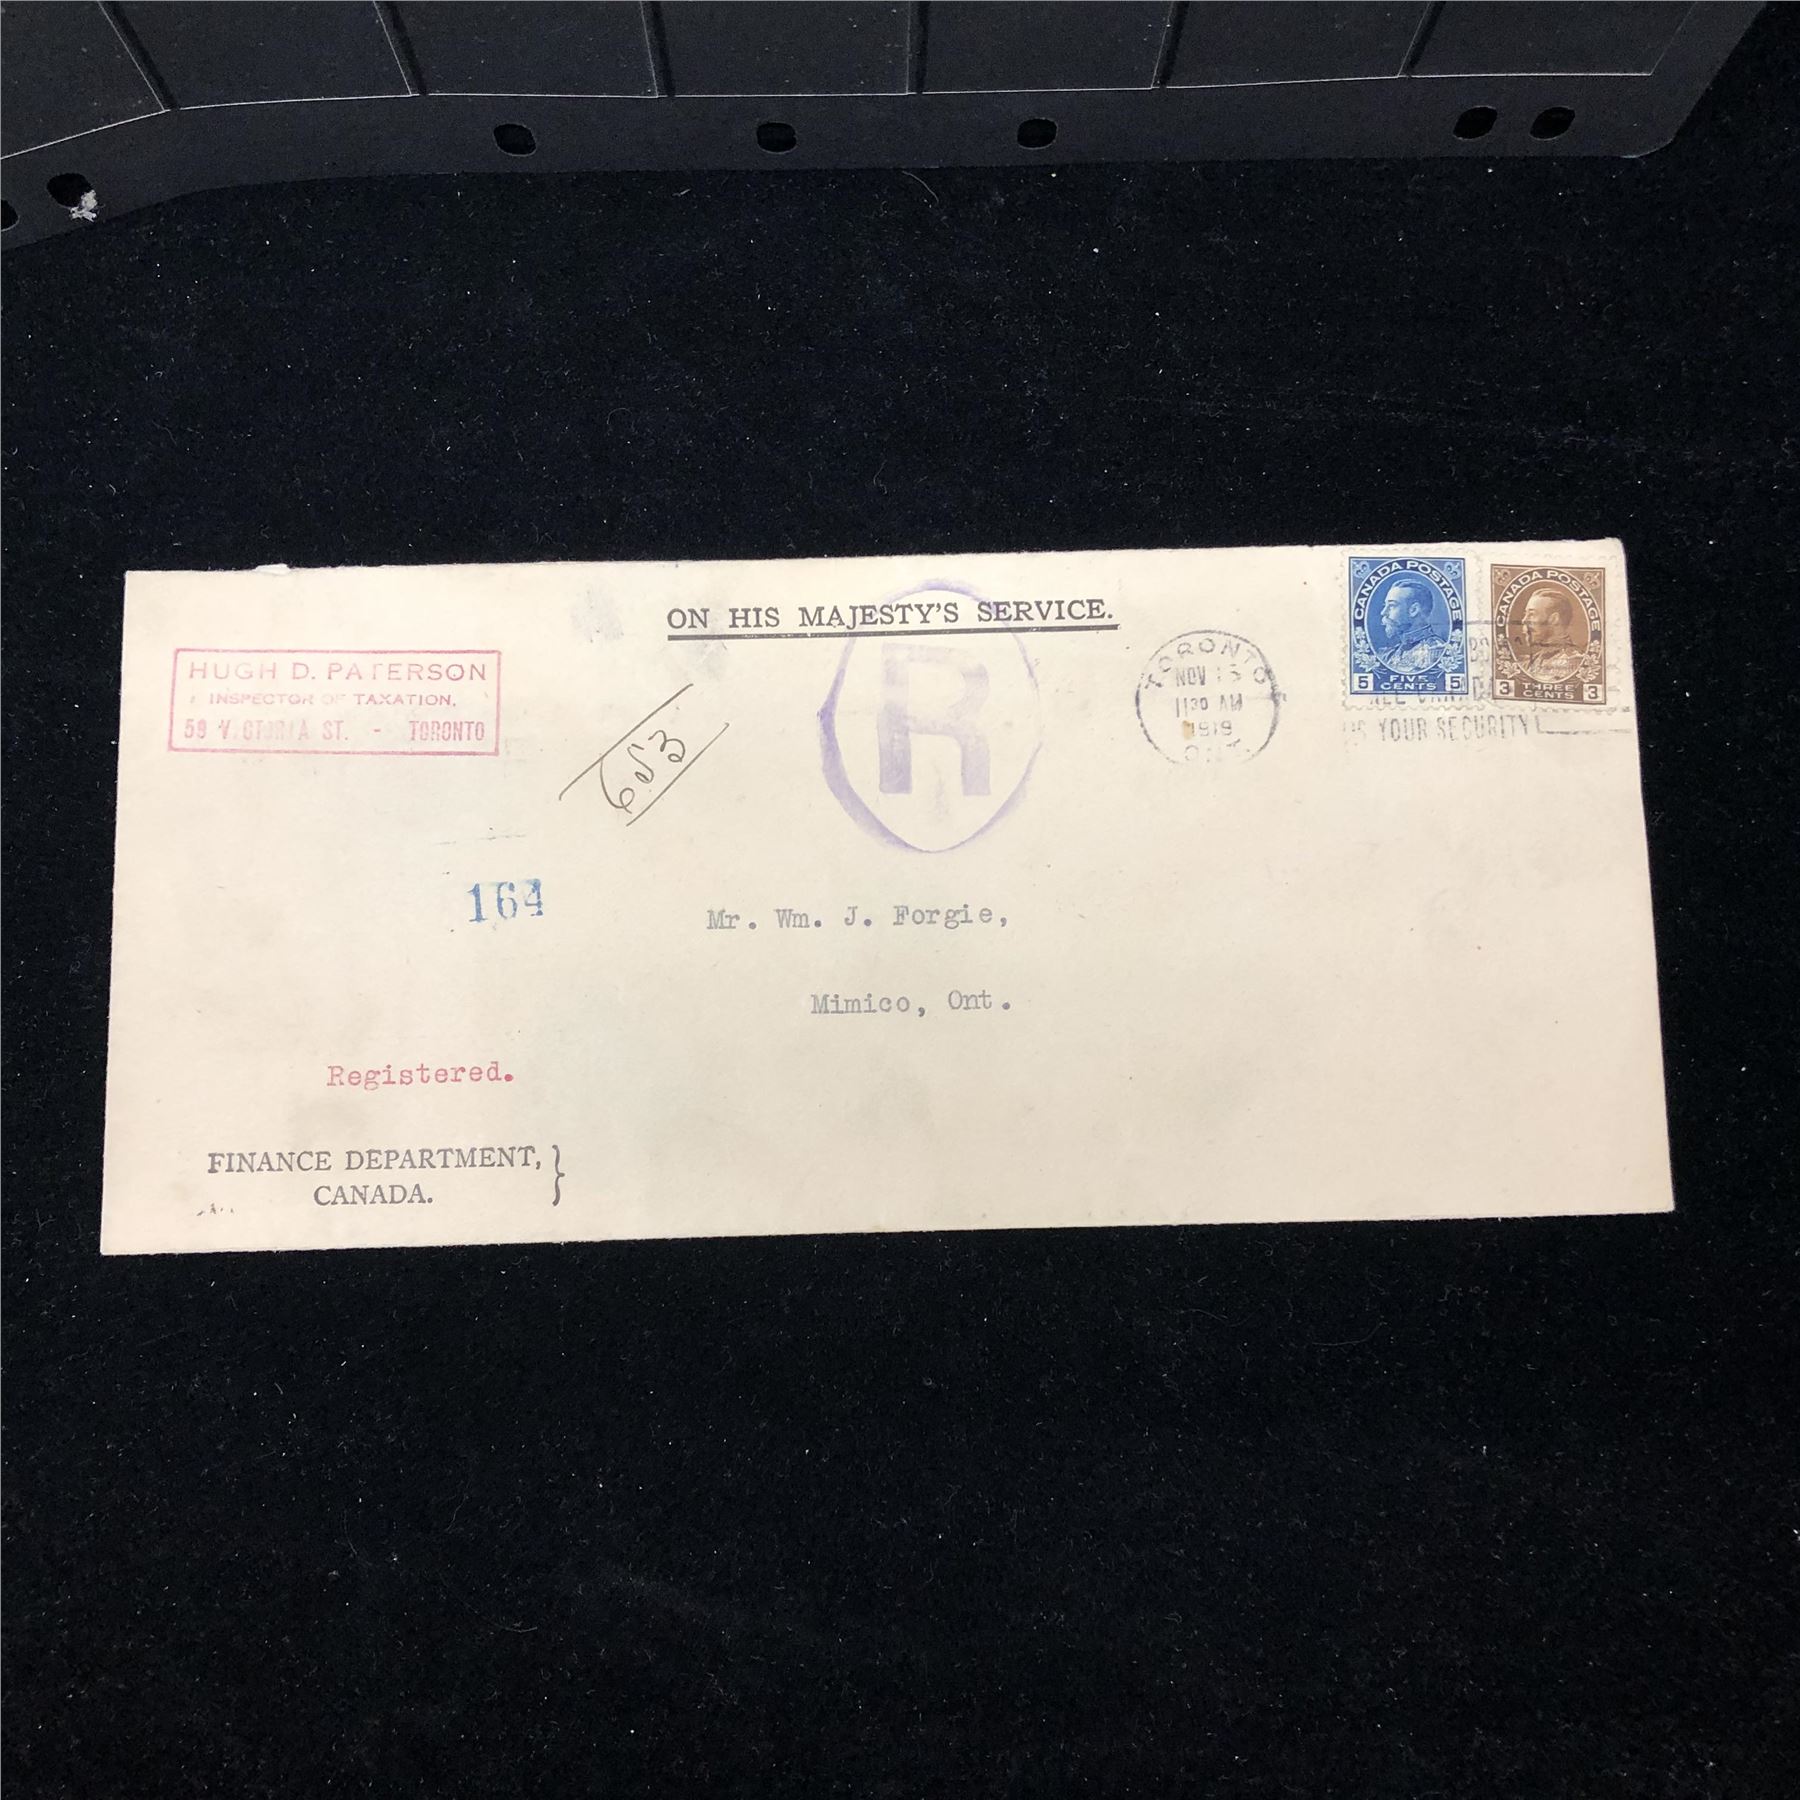 ON HIS MAJESTY'S SERVICE.
HUGH D. PATERSON
INSPECTOR OF TAXATION,
59 VICTORIA ST. - TORONTO
653
R
TORONTO
NOV 15
1130 AM
1919
ONT.
CANADA POSTAGE
5 FIVE CENTS 5
CANADA POSTAGE
3 THREE CENTS 3
YOUR SECURITY
164
Mr. Wm. J. Forgie,
Mimico, Ont.
Registered.
FINANCE DEPARTMENT, }
CANADA.